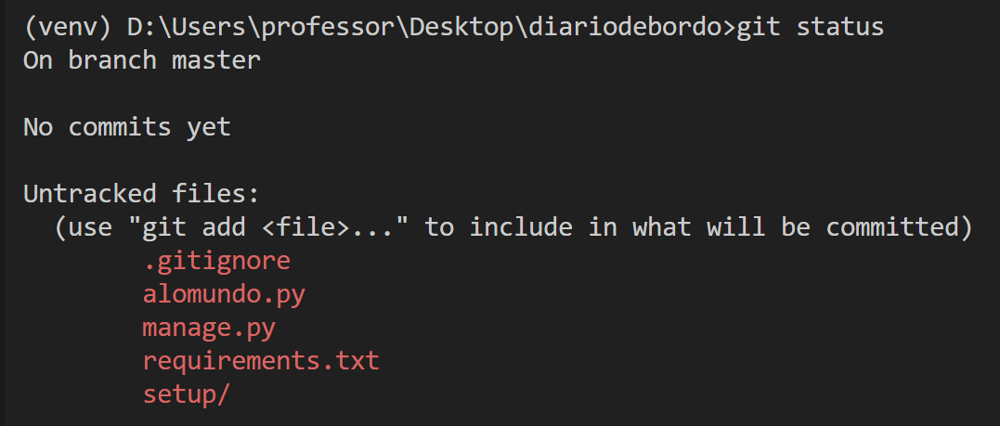 (venv) D:\Users\professor\Desktop\diariodebordo>git status
On branch master
No commits yet
Untracked files:
(use "git add <file>..." to include in what will be committed)
.gitignore
alomundo.py
manage.py
requirements.txt
setup/